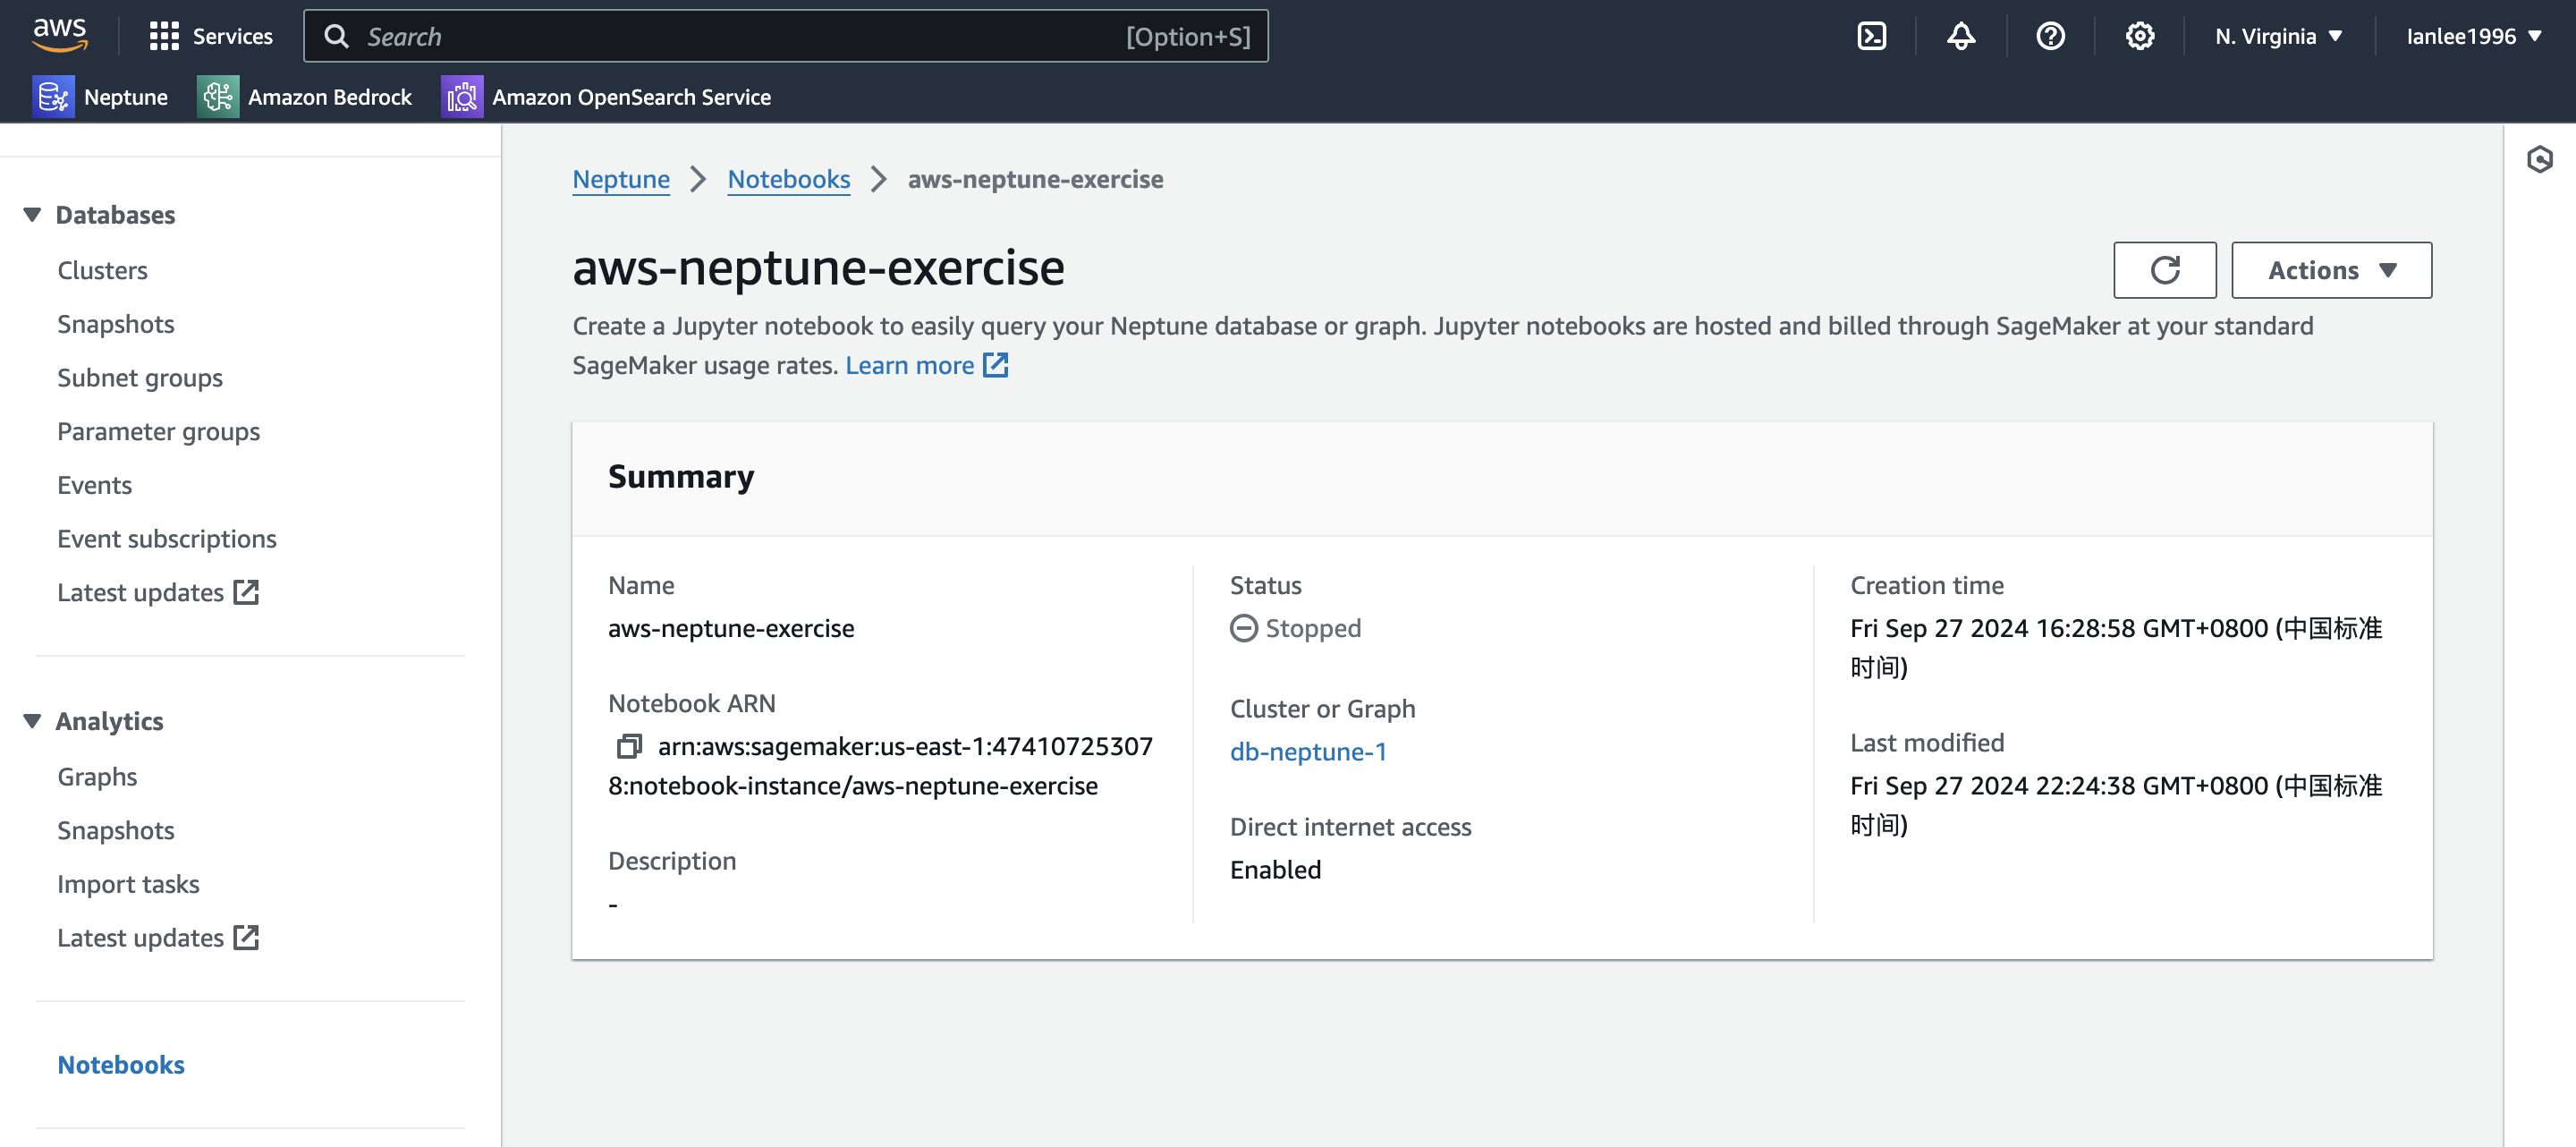 aws
Services
Search
[Option+S]
N. Virginia
Ianlee1996
Neptune
Amazon Bedrock
Amazon OpenSearch Service
Databases
Clusters
Snapshots
Subnet groups
Parameter groups
Events
Event subscriptions
Latest updates
Analytics
Graphs
Snapshots
Import tasks
Latest updates
Notebooks
Neptune
Notebooks
aws-neptune-exercise
aws-neptune-exercise
Actions
Create a Jupyter notebook to easily query your Neptune database or graph. Jupyter notebooks are hosted and billed through SageMaker at your standard
SageMaker usage rates. Learn more
Summary
Name
aws-neptune-exercise
Notebook ARN
arn:aws:sagemaker:us-east-1:47410725307
8:notebook-instance/aws-neptune-exercise
Description
-
Status
Stopped
Cluster or Graph
db-neptune-1
Direct internet access
Enabled
Creation time
Fri Sep 27 2024 16:28:58 GMT+0800 (中国标准
时间)
Last modified
Fri Sep 27 2024 22:24:38 GMT+0800 (中国标准
时间)